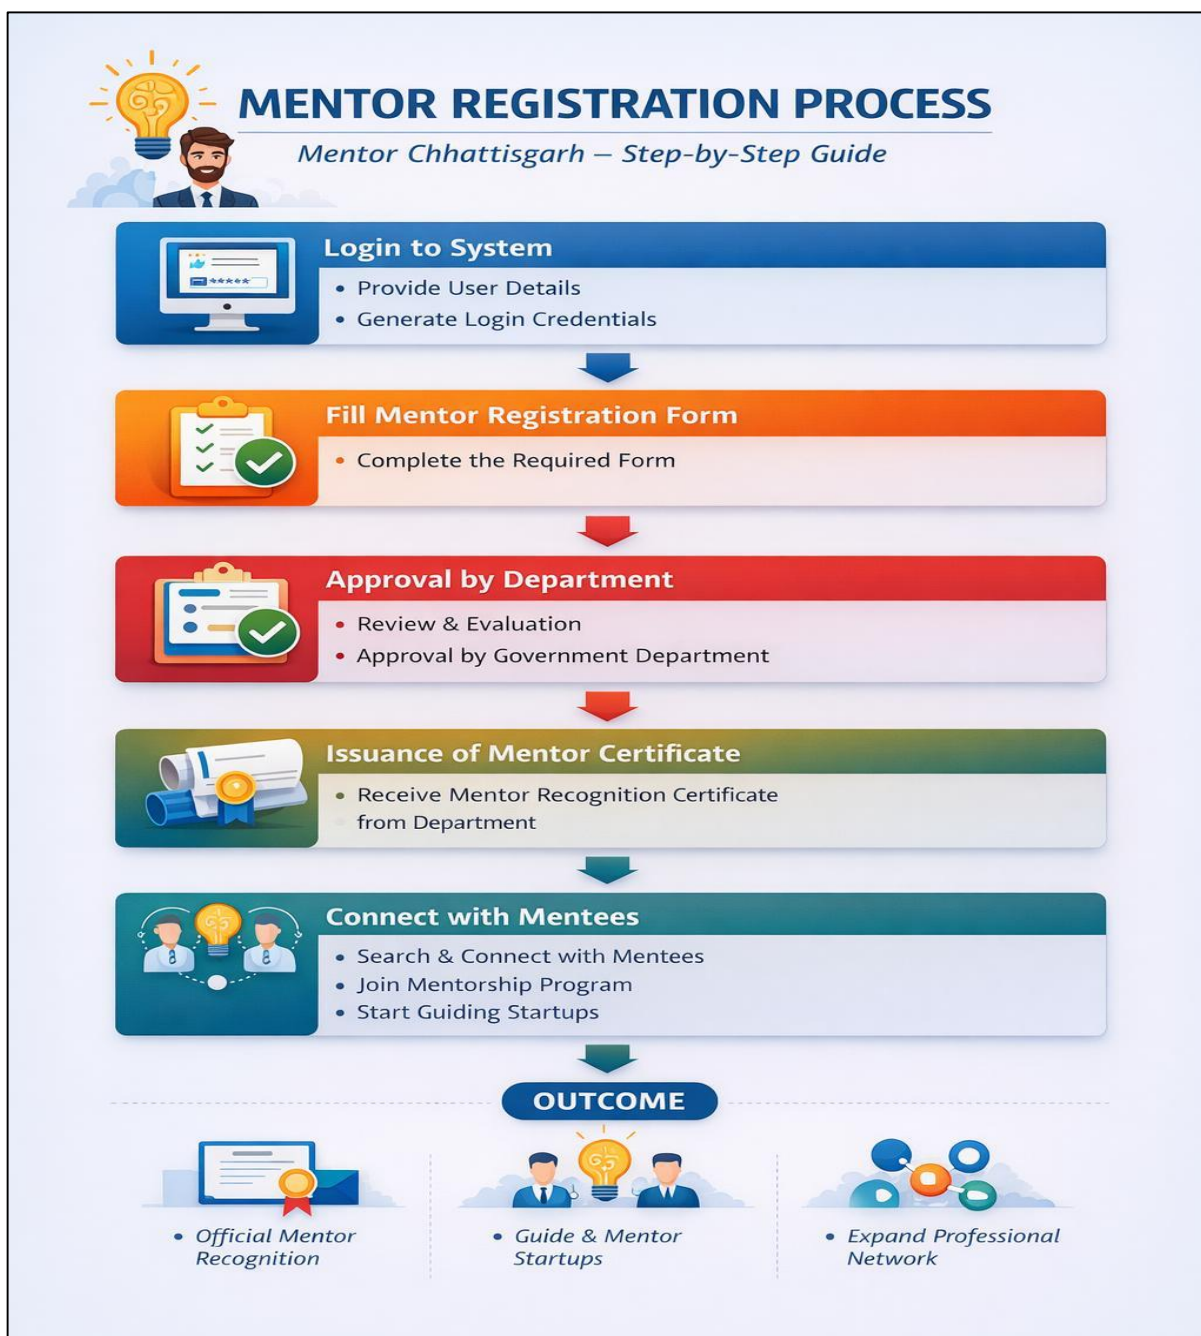 MENTOR REGISTRATION PROCESS
Mentor Chhattisgarh – Step-by-Step Guide
Login to System
• Provide User Details
• Generate Login Credentials
Fill Mentor Registration Form
• Complete the Required Form
Approval by Department
• Review & Evaluation
• Approval by Government Department
Issuance of Mentor Certificate
• Receive Mentor Recognition Certificate
from Department
Connect with Mentees
• Search & Connect with Mentees
• Join Mentorship Program
• Start Guiding Startups
OUTCOME
• Official Mentor
Recognition
• Guide & Mentor
Startups
• Expand Professional
Network